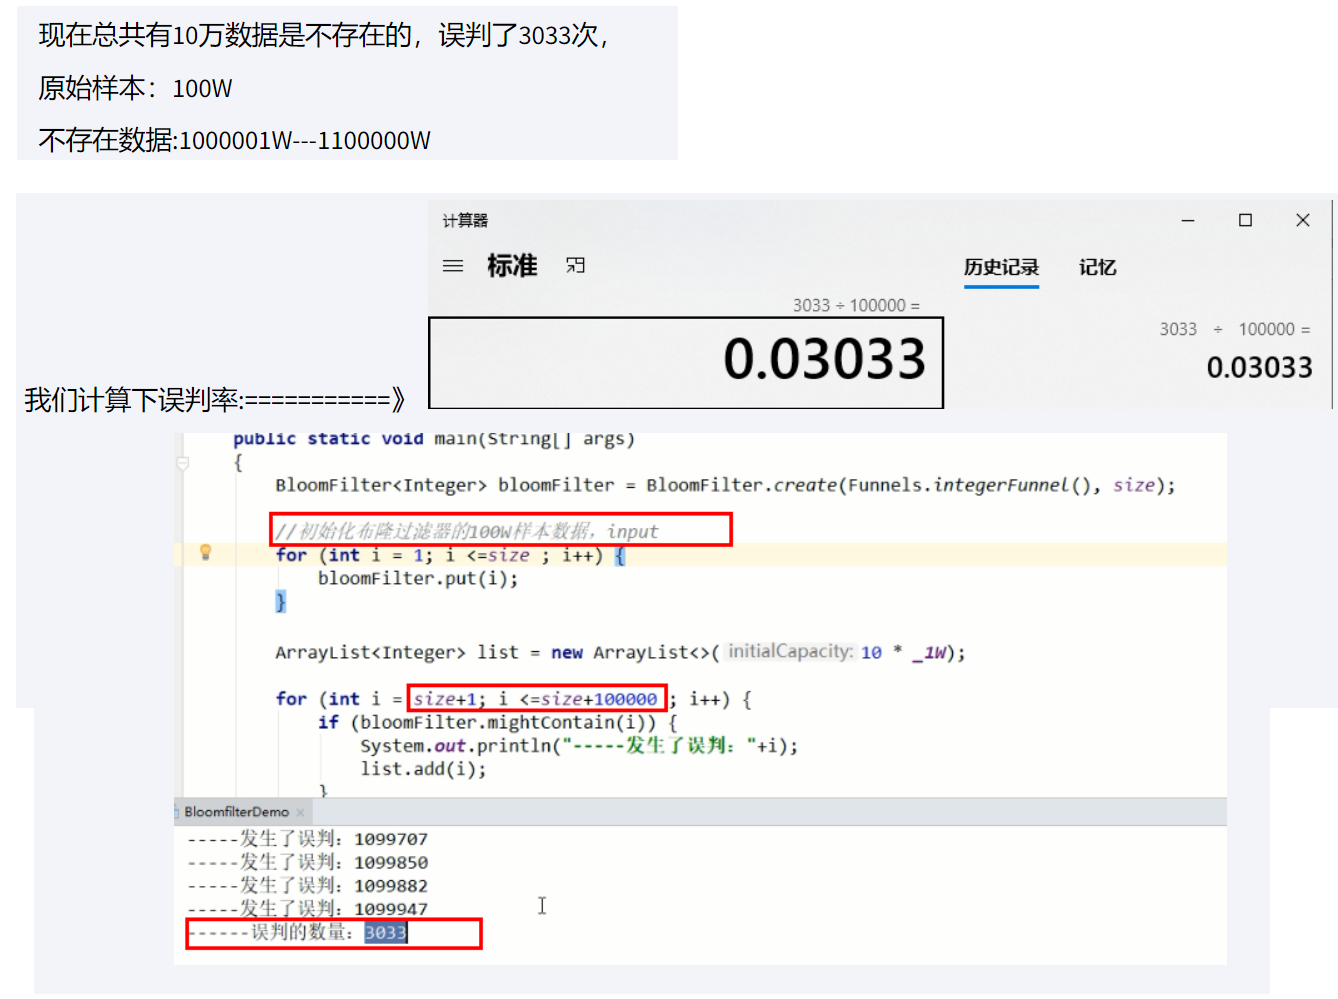 现在总共有10万数据是不存在的，误判了3033次，
原始样本：100W
不存在数据:1000001W---1100000W
计算器
标准
历史记录 记忆
3033 ÷ 100000 =
0.03033
3033 ÷ 100000 =
0.03033
我们计算下误判率:===========》
public static void main(String[] args)
{
BloomFilter<Integer> bloomFilter = BloomFilter.create(Funnels.integerFunnel(), size);
//初始化布隆过滤器的100W样本数据，input
for (int i = 1; i <=size ; i++) {
bloomFilter.put(i);
}
ArrayList<Integer> list = new ArrayList<>( initialCapacity: 10 * _1W);
for (int i = size+1; i <=size+100000 ; i++) {
if (bloomFilter.mightContain(i)) {
System.out.println("-----发生了误判："+i);
list.add(i);
}
BloomfilterDemo ×
-----发生了误判：1099707
-----发生了误判：1099850
-----发生了误判：1099882
-----发生了误判：1099947
------误判的数量：3033